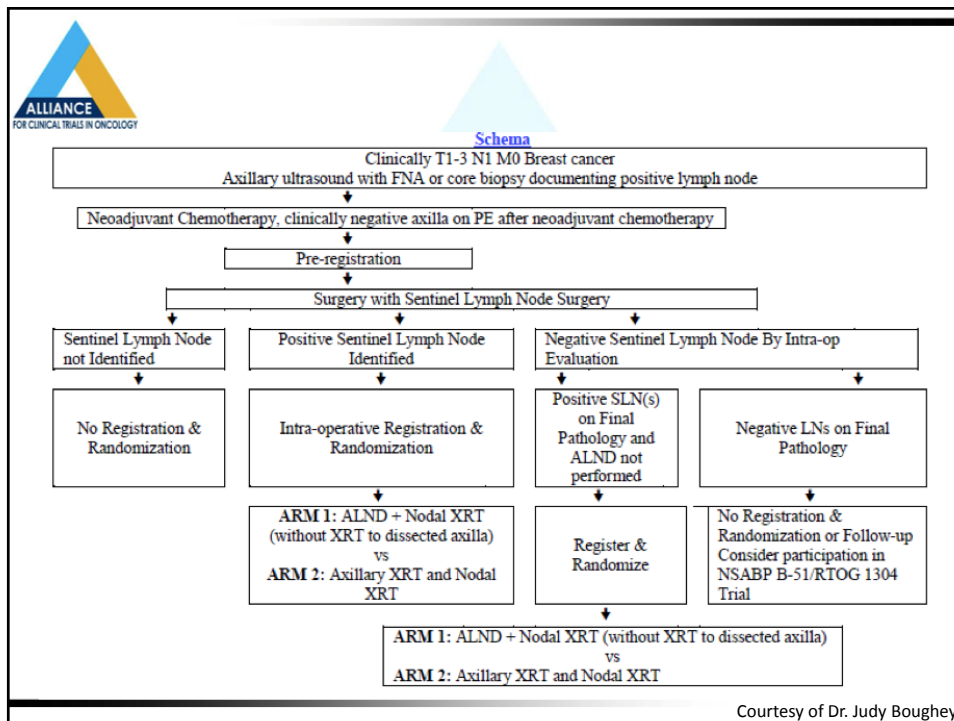 ALLIANCE
FOR CLINICAL TRIALS IN ONCOLOGY
Schema
Clinically T1-3 N1 M0 Breast cancer
Axillary ultrasound with FNA or core biopsy documenting positive lymph node
Neoadjuvant Chemotherapy, clinically negative axilla on PE after neoadjuvant chemotherapy
Pre-registration
Surgery with Sentinel Lymph Node Surgery
Sentinel Lymph Node
not Identified
Positive Sentinel Lymph Node
Identified
Negative Sentinel Lymph Node By Intra-op
Evaluation
No Registration &
Randomization
Intra-operative Registration &
Randomization
Positive SLN(s)
on Final
Pathology and
ALND not
performed
Negative LNs on Final
Pathology
ARM 1: ALND + Nodal XRT
(without XRT to dissected axilla)
vs
ARM 2: Axillary XRT and Nodal
XRT
Register &
Randomize
No Registration &
Randomization or Follow-up
Consider participation in
NSABP B-51/RTOG 1304
Trial
ARM 1: ALND + Nodal XRT (without XRT to dissected axilla)
vs
ARM 2: Axillary XRT and Nodal XRT
Courtesy of Dr. Judy Boughey